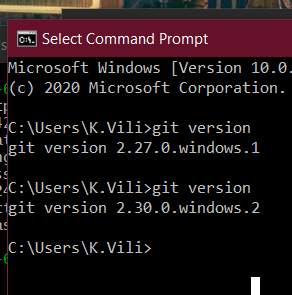 Select Command Prompt
Microsoft Windows [Version 10.0.
(c) 2020 Microsoft Corporation.
C:\Users\K.Vili>git version
git version 2.27.0.windows.1
C:\Users\K.Vili>git version
git version 2.30.0.windows.2
C:\Users\K.Vili>